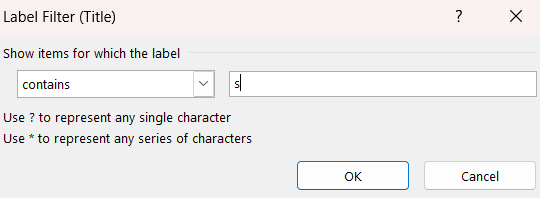 Label Filter (Title) ?
Show items for which the label
contains s
Use ? to represent any single character
Use * to represent any series of characters
OK Cancel